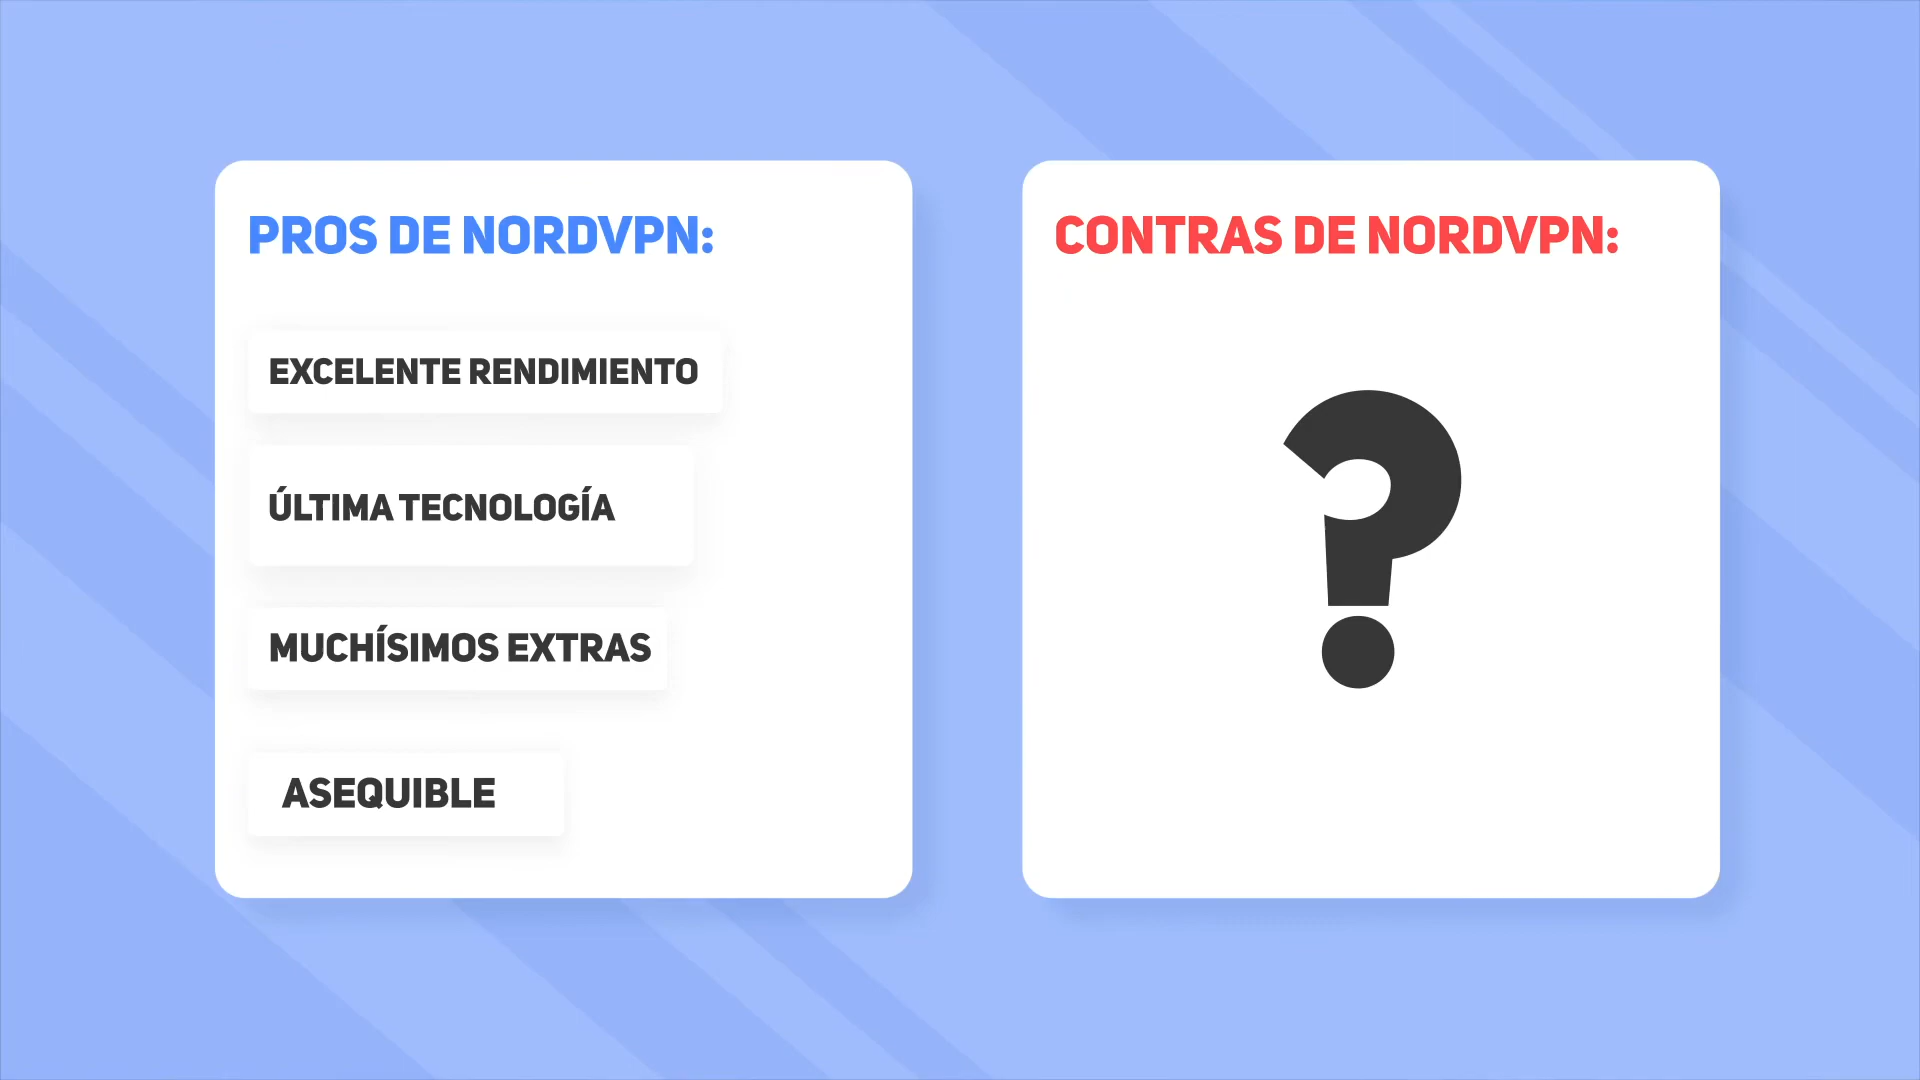 PROS DE NORDVPN:
EXCELENTE RENDIMIENTO
ÚLTIMA TECNOLOGÍA
MUCHÍSIMOS EXTRAS
ASEQUIBLE
CONTRAS DE NORDVPN:
?